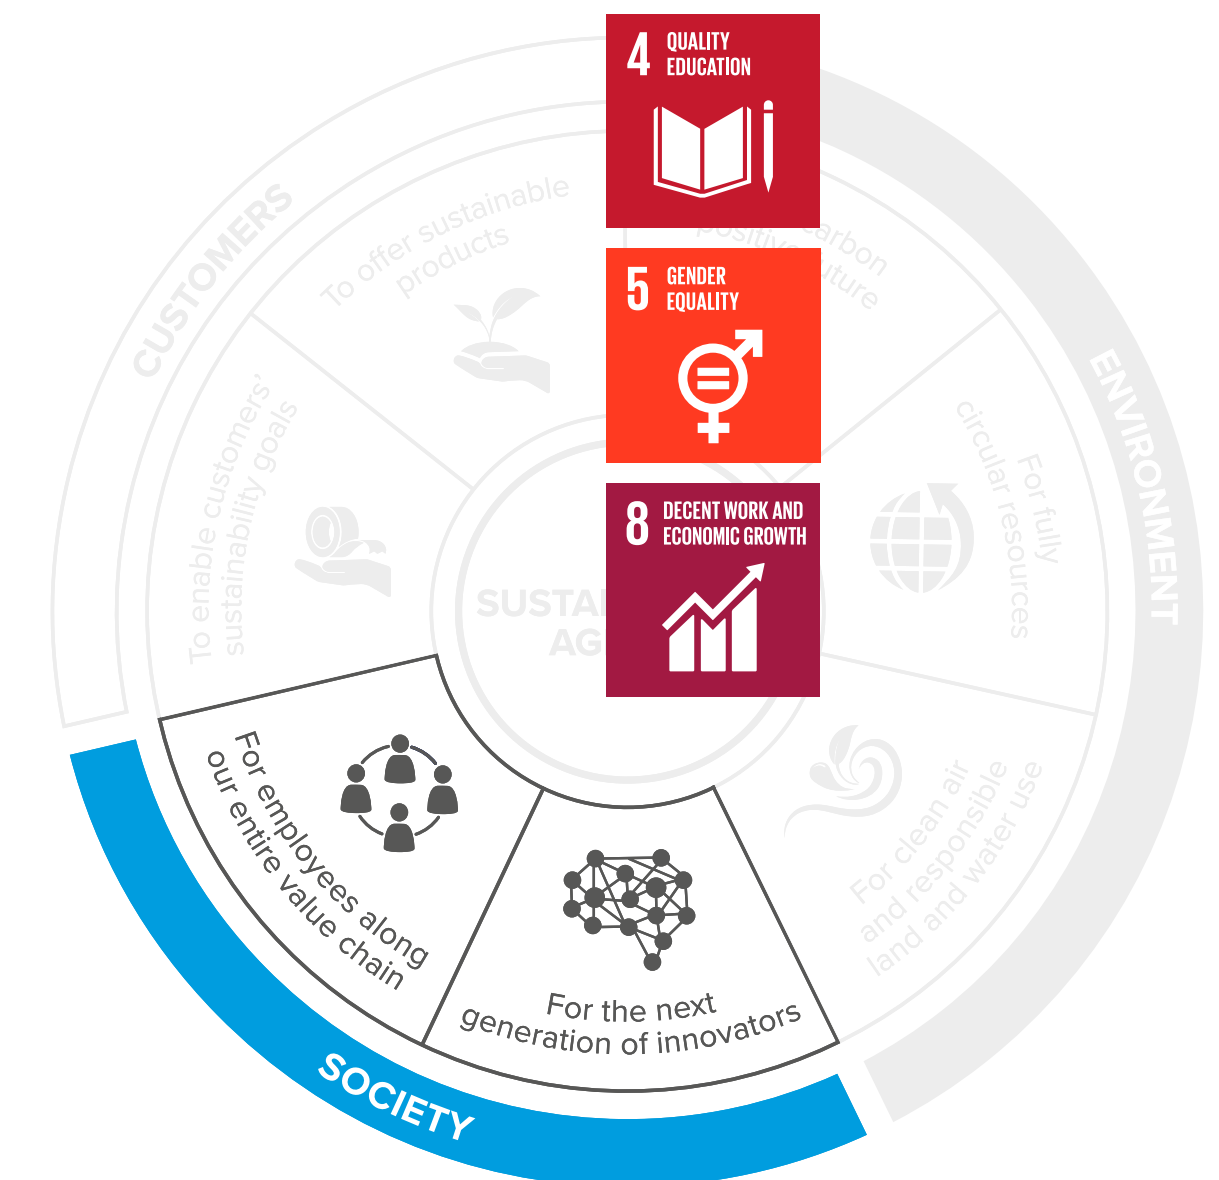 4 QUALITY
EDUCATION
5 GENDER
EQUALITY
8 DECENT WORK AND
ECONOMIC GROWTH
CUSTOMERS
To offer sustainable
products
To enable customers'
sustainability goals
carbon
positive
ENVIRONMENT
For fully
circular resources
For clean air
and responsible
land and water use
SOCIETY
For employees along
our entire value chain
For the next
generation of innovators